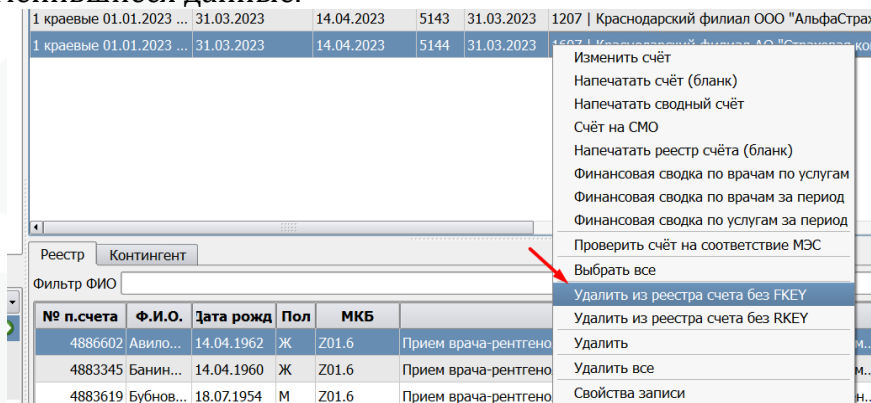 1 краевые 01.01.2023 ... 31.03.2023 14.04.2023 5143 31.03.2023 1207 | Краснодарский филиал ООО "АльфаСтрах
1 краевые 01.01.2023 ... 31.03.2023 14.04.2023 5144 31.03.2023
Изменить счёт
Напечатать счёт (бланк)
Напечатать сводный счёт
Счёт на СМО
Напечатать реестр счёта (бланк)
Финансовая сводка по врачам по услугам
Финансовая сводка по врачам за период
Финансовая сводка по услугам за период
Проверить счёт на соответствие МЭС
Выбрать все
Удалить из реестра счета без FKEY
Удалить из реестра счета без RKEY
Удалить
Удалить все
Свойства записи
Реестр Контингент
Фильтр ФИО
№ п.счета Ф.И.О. Дата рожд Пол МКБ
4886602 Авило... 14.04.1962 Ж Z01.6 Прием врача-рентгено
4883345 Банин... 14.04.1960 Ж Z01.6 Прием врача-рентгено
4883619 Бубнов... 18.07.1954 М Z01.6 Прием врача-рентгено